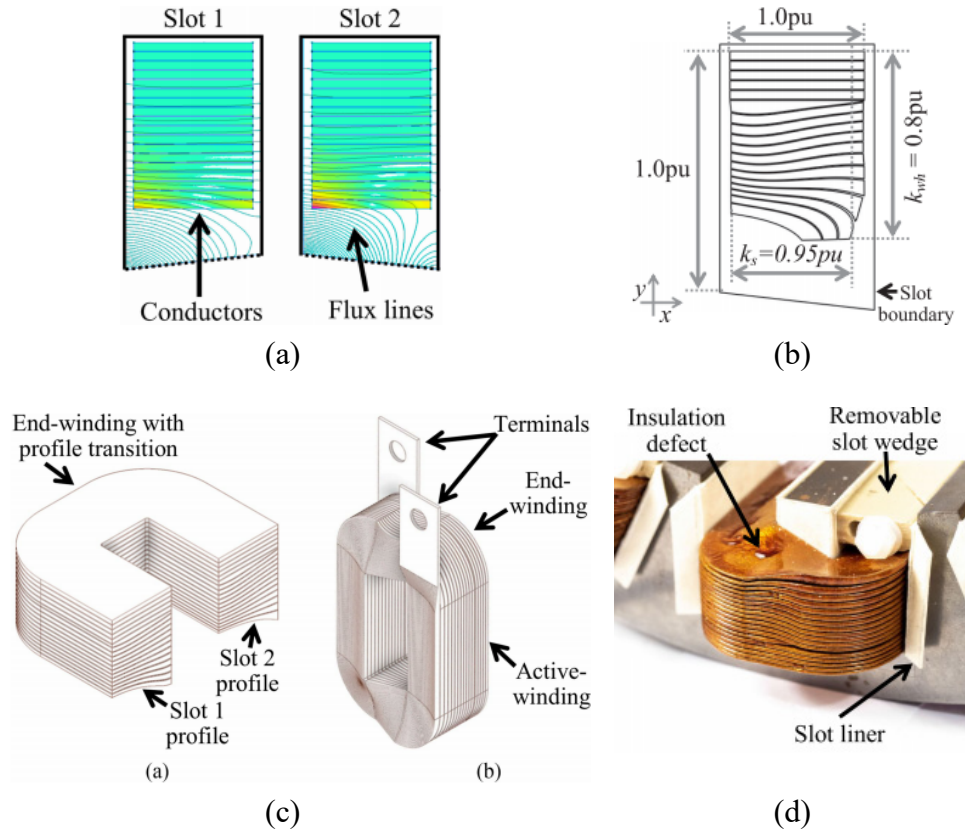 Slot 1
Slot 2
Conductors
Flux lines
(a)
1.0pu
1.0pu
k_wh = 0.8pu
k_s=0.95pu
y
x
Slot
boundary
(b)
End-winding with
profile transition
Slot 2
profile
Slot 1
profile
(a)
Terminals
End-
winding
Active-
winding
(b)
(c)
Insulation
defect
Removable
slot wedge
Slot liner
(d)